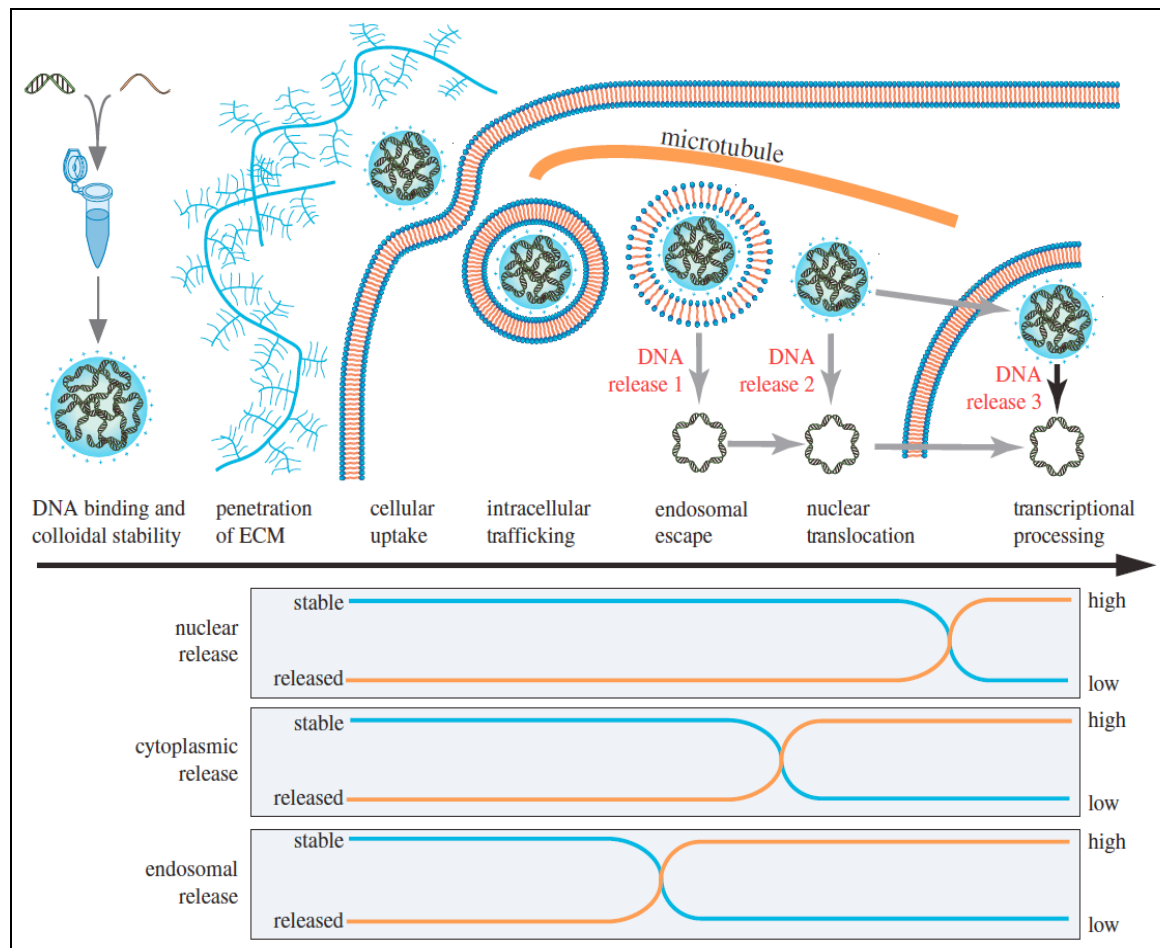 microtubule
DNA
release 1
DNA
release 2
DNA
release 3
DNA binding and
colloidal stability
penetration
of ECM
cellular
uptake
intracellular
trafficking
endosomal
escape
nuclear
translocation
transcriptional
processing
nuclear
release
stable
released
high
low
cytoplasmic
release
stable
released
high
low
endosomal
release
stable
released
high
low